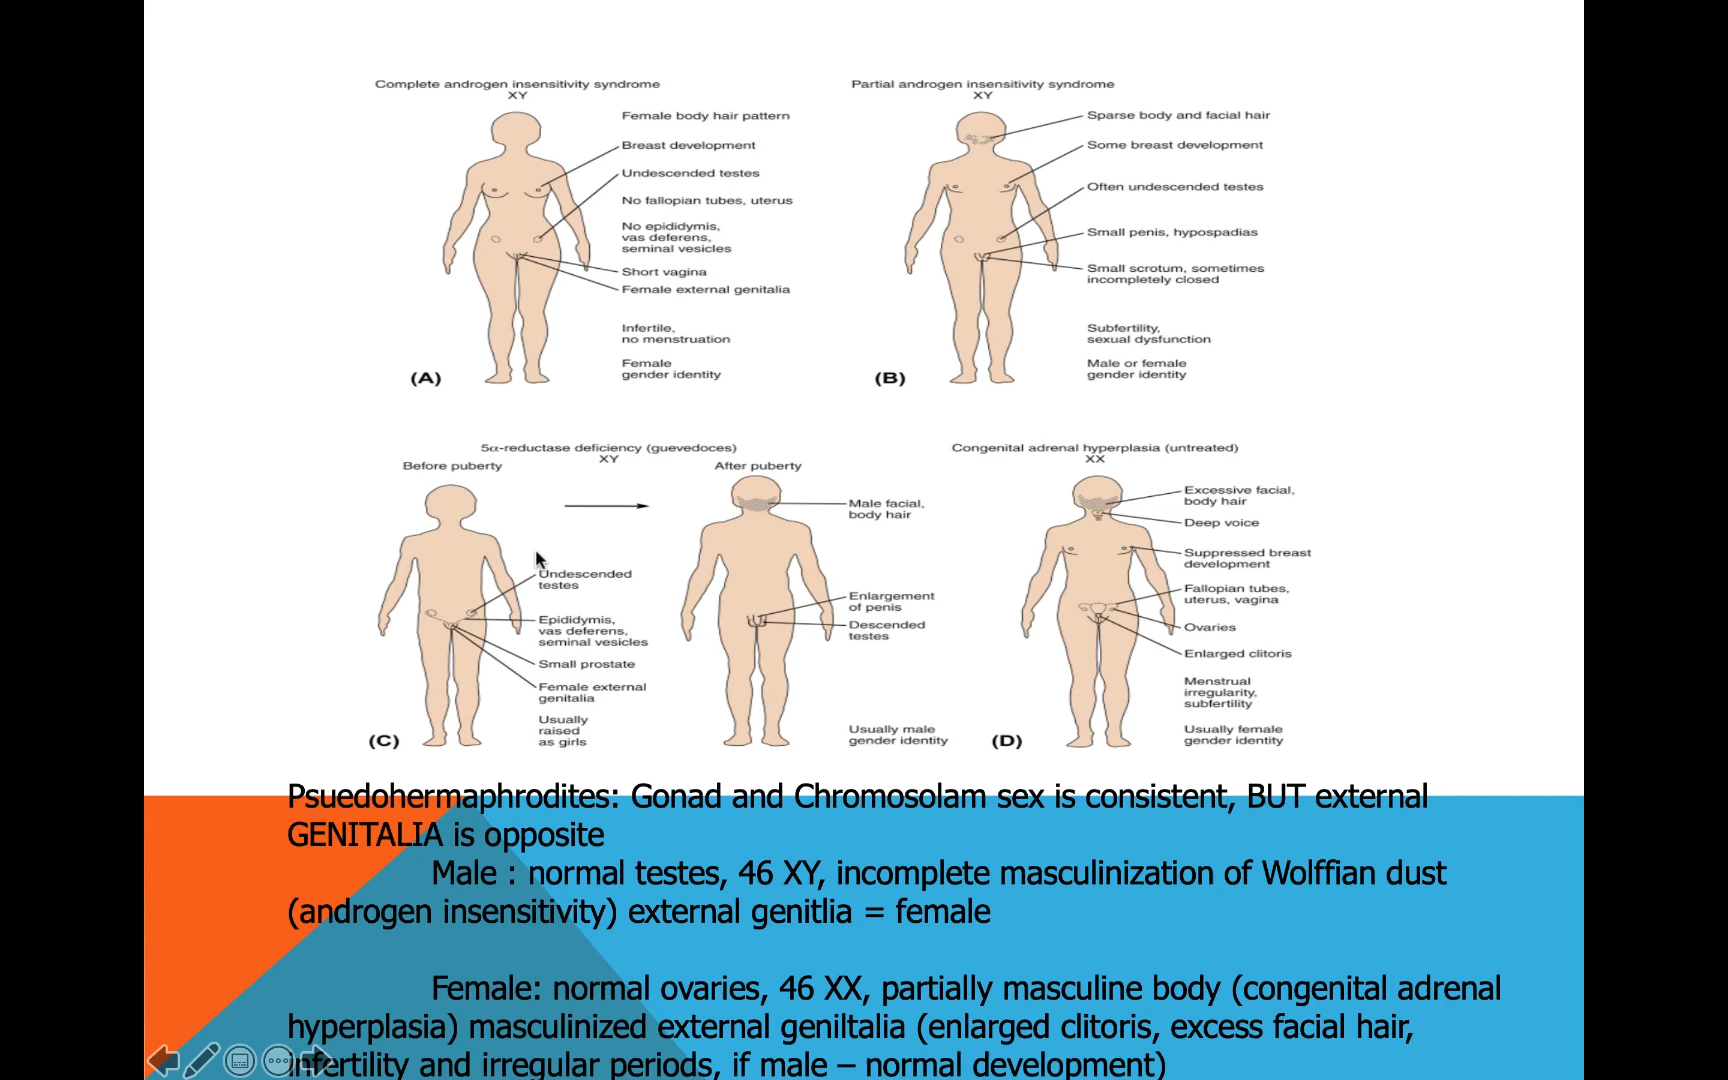 Complete androgen insensitivity syndrome
XY
Female body hair pattern
Breast development
Undescended testes
No fallopian tubes, uterus
No epididymis,
vas deferens,
seminal vesicles
Short vagina
Female external genitalia
Infertile,
no menstruation
Female
gender identity
(A)
Partial androgen insensitivity syndrome
XY
Sparse body and facial hair
Some breast development
Often undescended testes
Small penis, hypospadias
Small scrotum, sometimes
incompletely closed
Subfertility,
sexual dysfunction
Male or female
gender identity
(B)
5α-reductase deficiency (guevedoces)
XY
Before puberty
After puberty
Undescended
testes
Epididymis,
vas deferens,
seminal vesicles
Small prostate
Female external
genitalia
Usually
raised
as girls
(C)
Male facial,
body hair
Enlargement
of penis
Descended
testes
Usually male
gender identity
Congenital adrenal hyperplasia (untreated)
XX
Excessive facial,
body hair
Deep voice
Suppressed breast
development
Fallopian tubes,
uterus, vagina
Ovaries
Enlarged clitoris
Menstrual
irregularity,
subfertility
Usually female
gender identity
(D)
Psuedohermaphrodites: Gonad and Chromosolam sex is consistent, BUT external
GENITALIA is opposite
Male : normal testes, 46 XY, incomplete masculinization of Wolffian dust
(androgen insensitivity) external genitlia = female
Female: normal ovaries, 46 XX, partially masculine body (congenital adrenal
hyperplasia) masculinized external geniltalia (enlarged clitoris, excess facial hair,
infertility and irregular periods, if male – normal development)